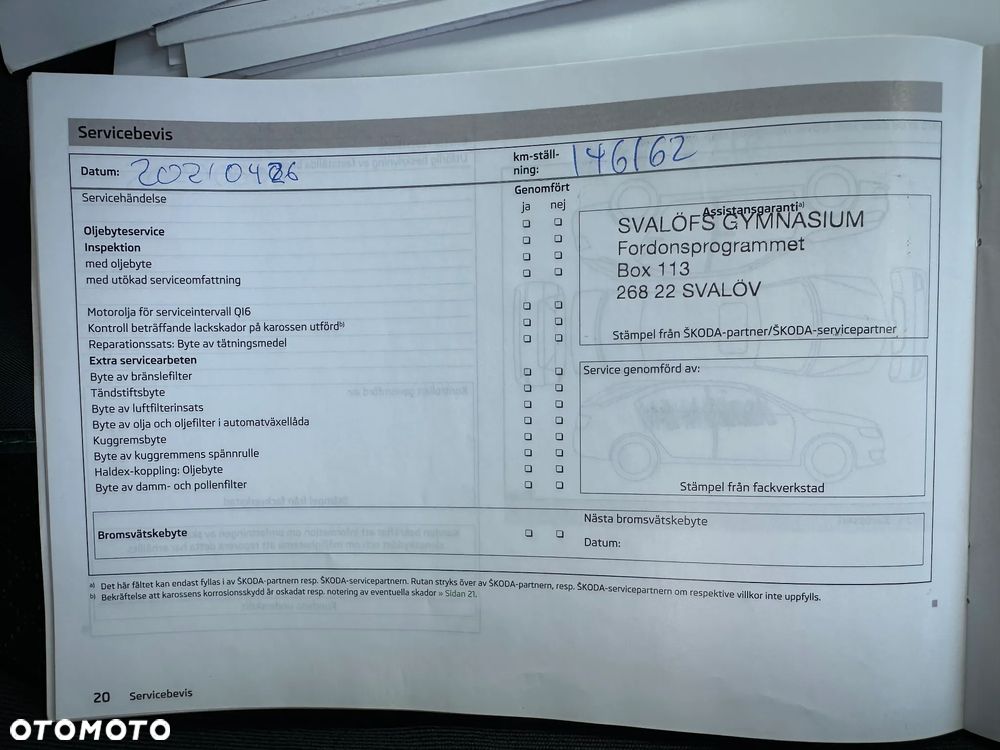 Servicebevis
Datum: 20210426
km-ställ-
ning: 146162
Servicehändelse
Genomfört
ja nej
Oljebyteservice
Inspektion
med oljebyte
med utökad serviceomfattning
Motorolja för serviceintervall QI6
Kontroll beträffande lackskador på karossen utförd b)
Reparationssats: Byte av tätningsmedel
Extra servicearbeten
Byte av bränslefilter
Tändstiftsbyte
Byte av luftfilterinsats
Byte av olja och oljefilter i automatväxellåda
Kuggremsbyte
Byte av kuggremmens spännrulle
Haldex-koppling: Oljebyte
Byte av damm- och pollenfilter
Assistansgaranti a)
SVALÖFS GYMNASIUM
Fordonsprogrammet
Box 113
268 22 SVALÖV
Stämpel från ŠKODA-partner/ŠKODA-servicepartner
Service genomförd av:
Stämpel från fackverkstad
Bromsvätskebyte
Nästa bromsvätskebyte
Datum:
a) Det här fältet kan endast fyllas i av ŠKODA-partnern resp. ŠKODA-servicepartnern. Rutan stryks över av ŠKODA-partnern, resp. ŠKODA-servicepartnern om respektive villkor inte uppfylls.
b) Bekräftelse att karossens korrosionsskydd är oskadat resp. notering av eventuella skador » Sidan 21.
20 Servicebevis
OTOMOTO